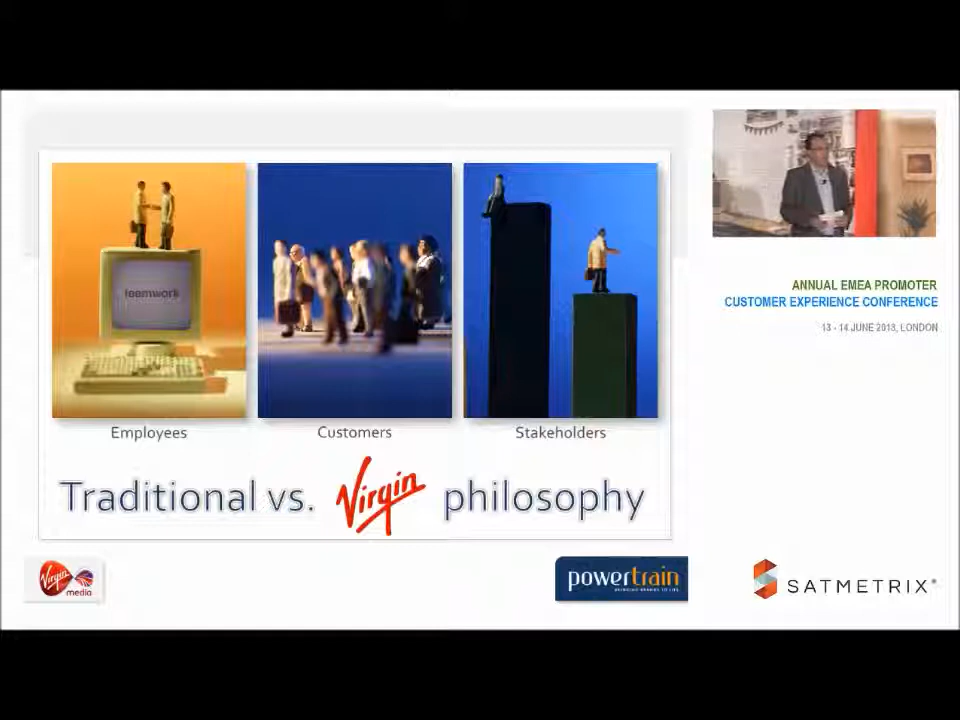 teamwork
Employees
Customers
Stakeholders
Traditional vs. Virgin philosophy
Virgin media
powertrain
ANNUAL EMEA PROMOTER
CUSTOMER EXPERIENCE CONFERENCE
13 - 14 JUNE 2013, LONDON
SATMETRIX®